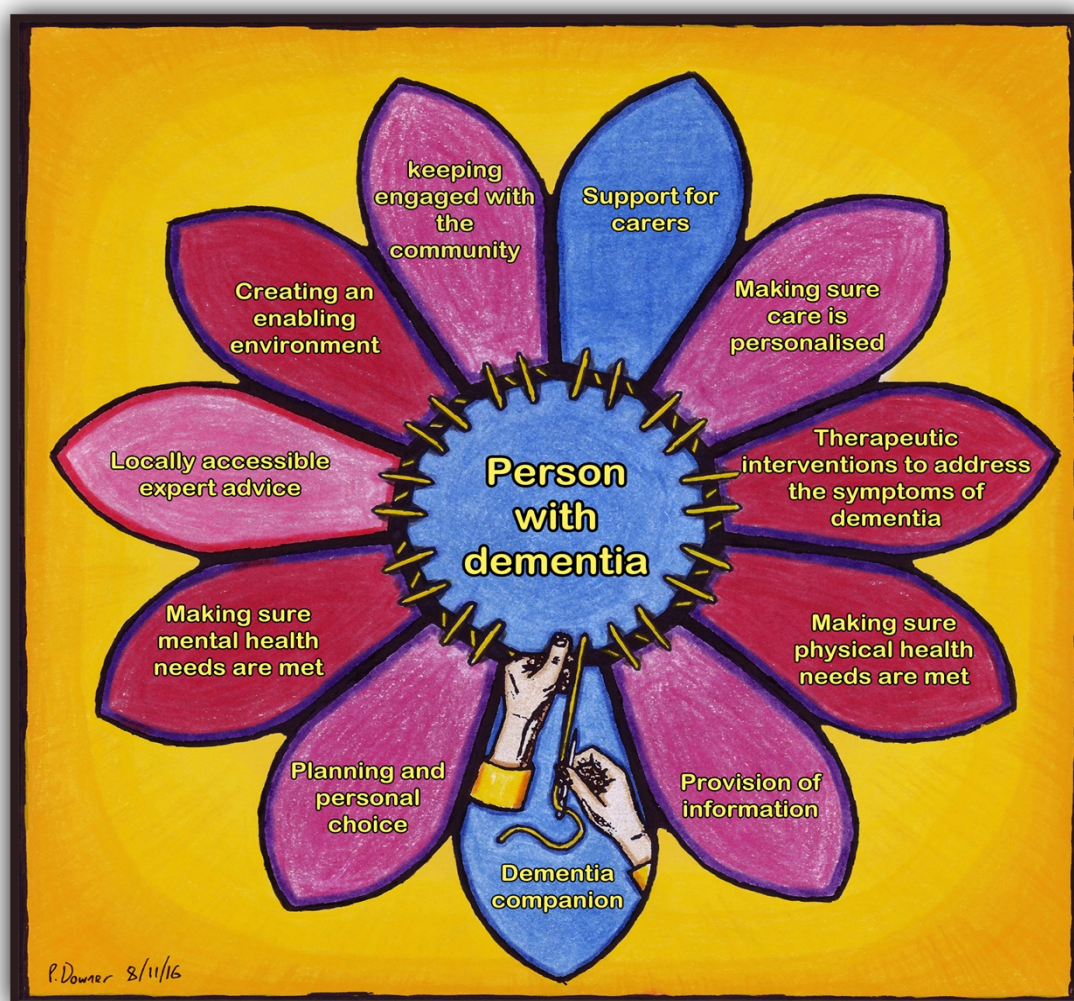 keeping
engaged with
the
community
Support for
carers
Making sure
care is
personalised
Therapeutic
interventions to address
the symptoms of
dementia
Making sure
physical health
needs are met
Provision of
information
Dementia
companion
Planning and
personal
choice
Making sure
mental health
needs are met
Locally accessible
expert advice
Creating an
enabling
environment
Person
with
dementia
P.Downer 8/11/16